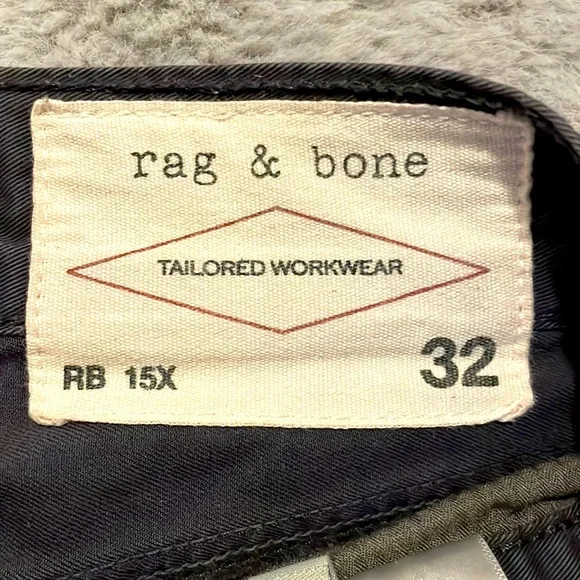 rag & bone
TAILORED WORKWEAR
RB 15X
32